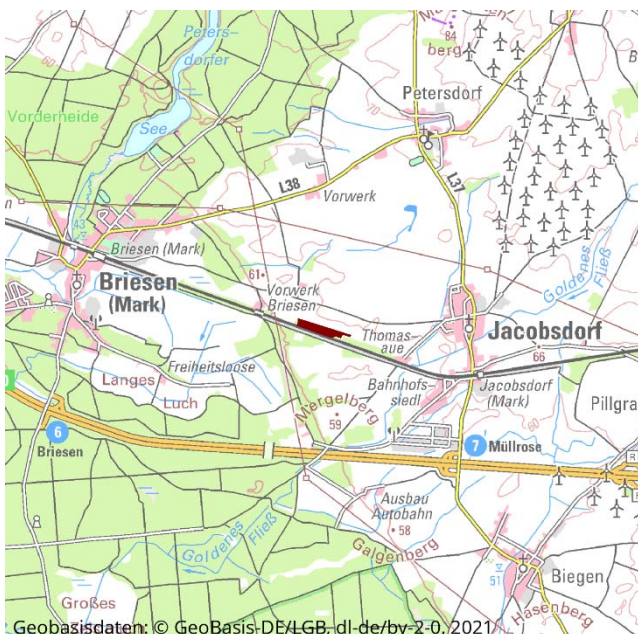 Peters-
dorfer
See
Vorderheide
84
berg
Petersdorf
60
70
L38
L37
Vorwerk
43
Briesen (Mark)
Briesen
(Mark)
61
Vorwerk
Briesen
Goldenes
Fließ
Thomas-
aue
Jacobsdorf
66
Freiheitsloose
Langes
Luch
Bahnhofs-
siedl
Jacobsdorf
(Mark)
Pillgra
Mergelberg
59
6
Briesen
7
Müllrose
R
Ausbau
Autobahn
58
Galgenberg
Goldenes
Fließ
51
Biegen
Hasenberg
Großes
Geobasisdaten: © GeoBasis-DE/LGB, dl-de/by-2-0, 2021